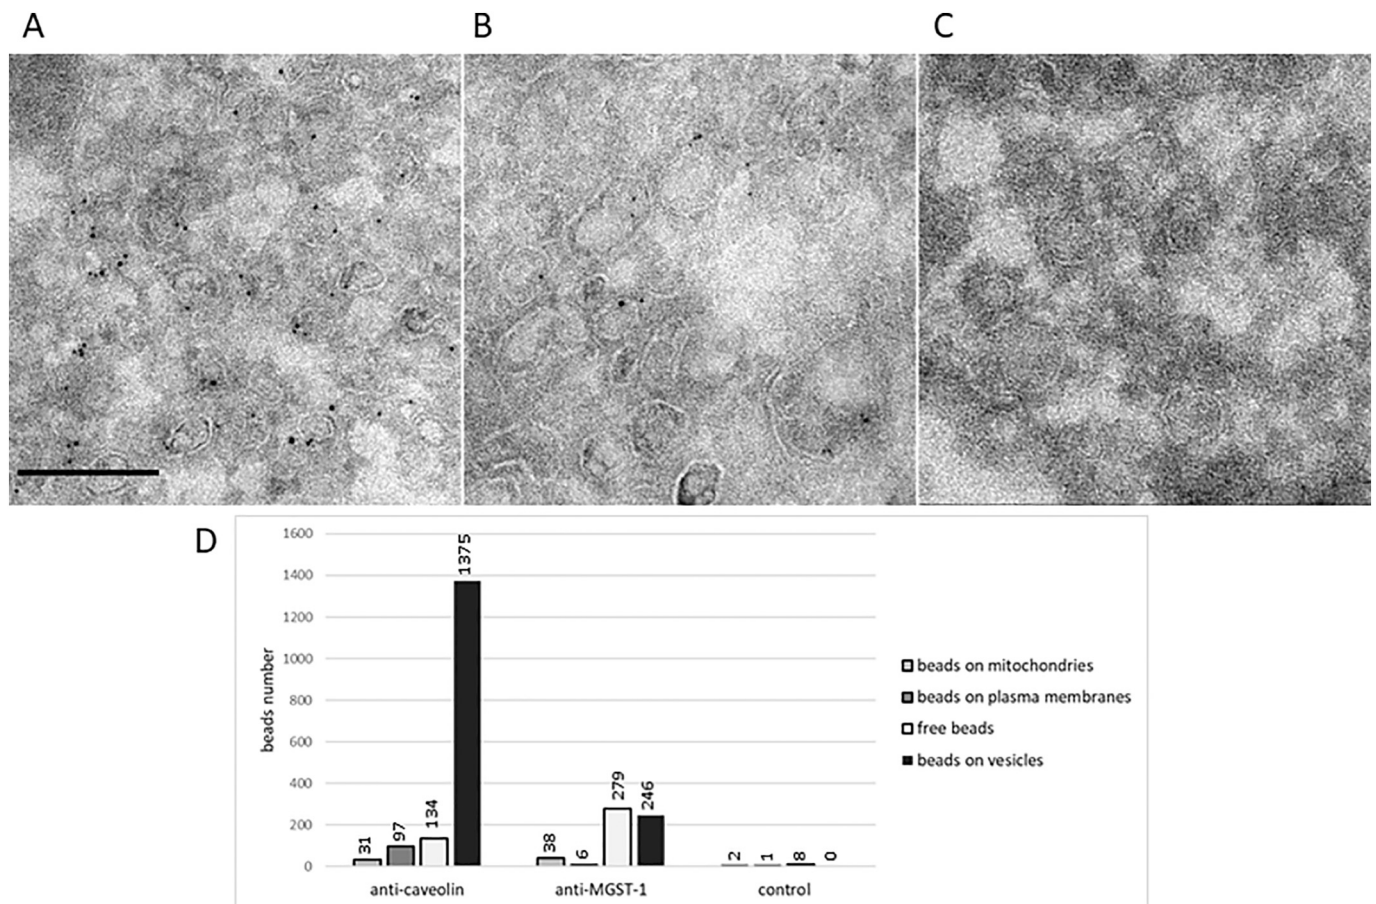 A B C
D
1600
1400
1200
1000
800
600
400
200
0
beads number
31 97 134 1375
38 6 279 246
2 1 8 0
anti-caveolin anti-MGST-1 control
beads on mitochondries
beads on plasma membranes
free beads
beads on vesicles